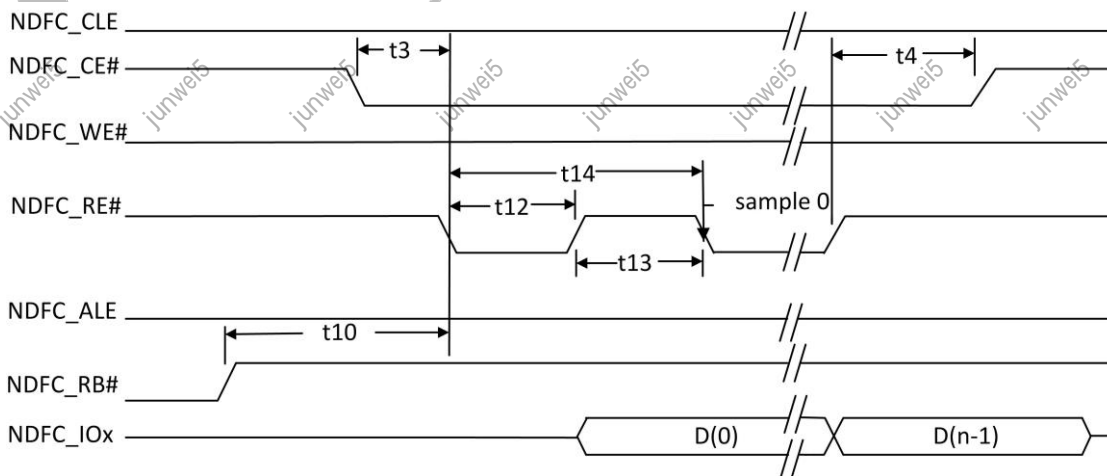 NDFC_CLE
t3
t4
NDFC_CE#
junwei5 junwei5 junwei5 junwei5 junwei5 junwei5 junwei5 junwei5
NDFC_WE#
t14
NDFC_RE#
t12
sample 0
t13
NDFC_ALE
t10
NDFC_RB#
NDFC_IOx
D(0)
D(n-1)